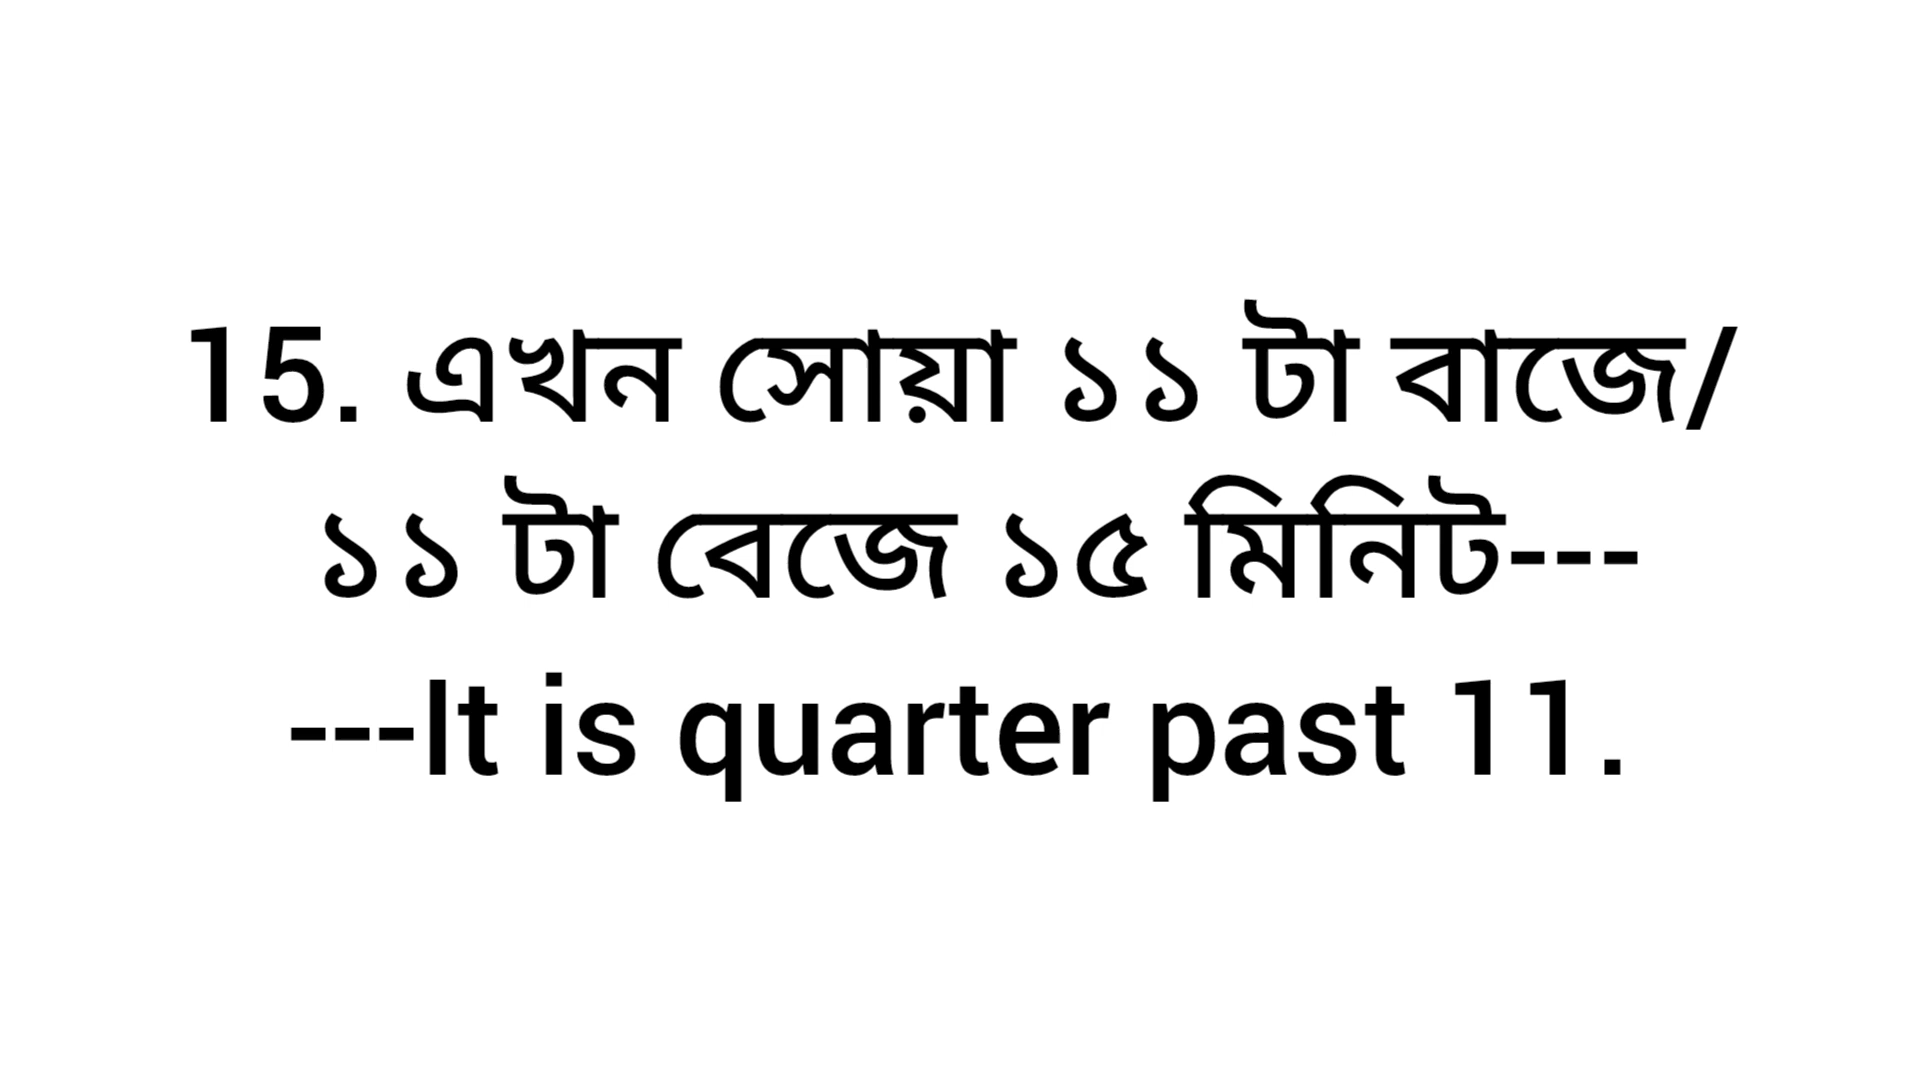 15. এখন সোয়া ১১ টা বাজে/
১১ টা বেজে ১৫ মিনিট---
---It is quarter past 11.